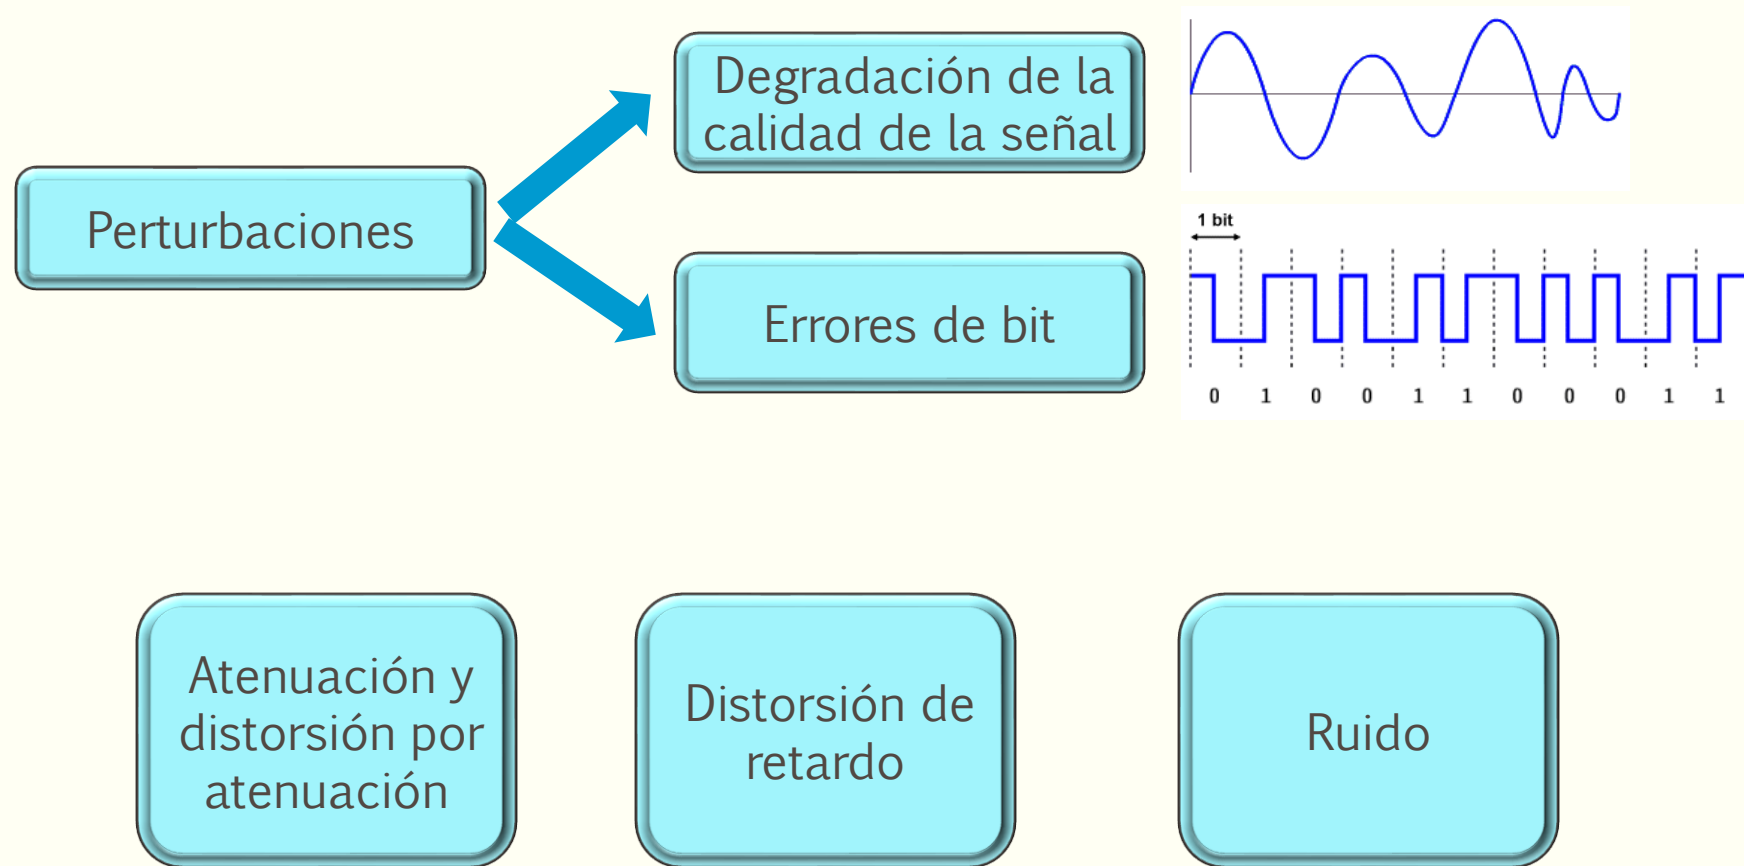 Perturbaciones
Degradación de la
calidad de la señal
Errores de bit
1 bit
0 1 0 0 1 1 0 0 0 1 1
Atenuación y
distorsión por
atenuación
Distorsión de
retardo
Ruido